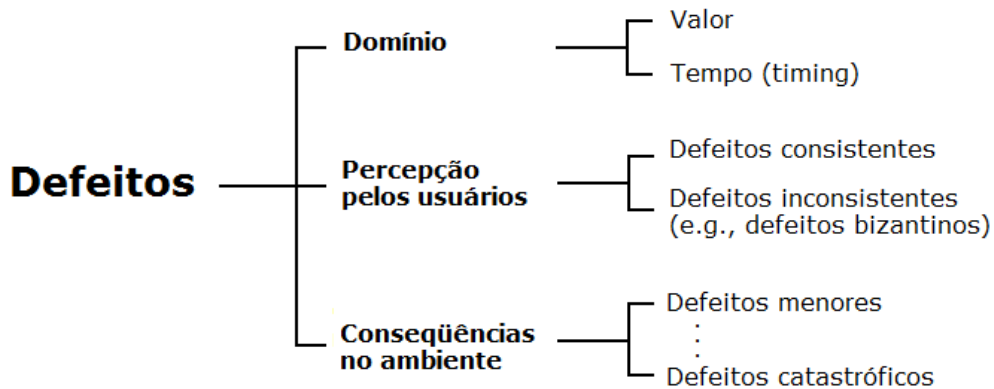 Defeitos
Domínio
Valor
Tempo (timing)
Percepção
pelos usuários
Defeitos consistentes
Defeitos inconsistentes
(e.g., defeitos bizantinos)
Conseqüências
no ambiente
Defeitos menores
Defeitos catastróficos